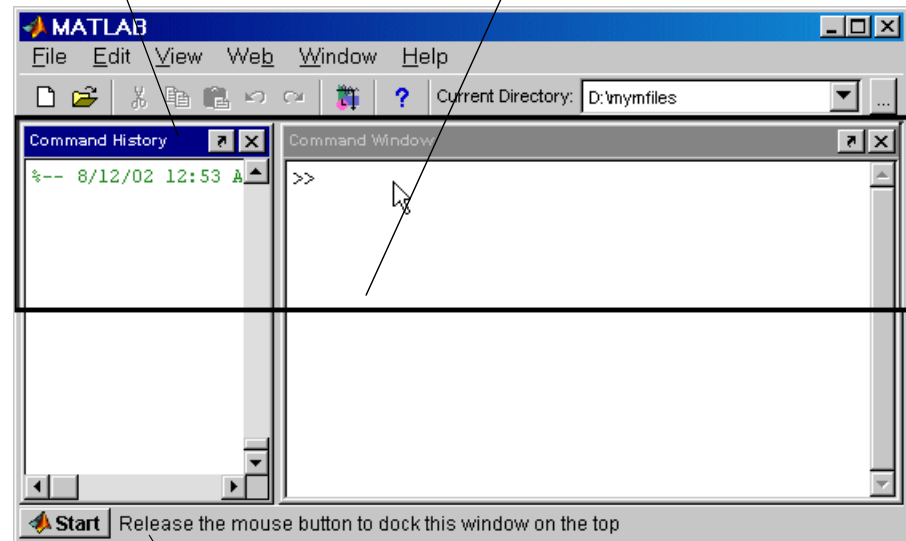 MATLAB
File Edit View Web Window Help
? Current Directory: D:\mymfiles ...
Command History Command Window
%-- 8/12/02 12:53 A >>
Start Release the mouse button to dock this window on the top